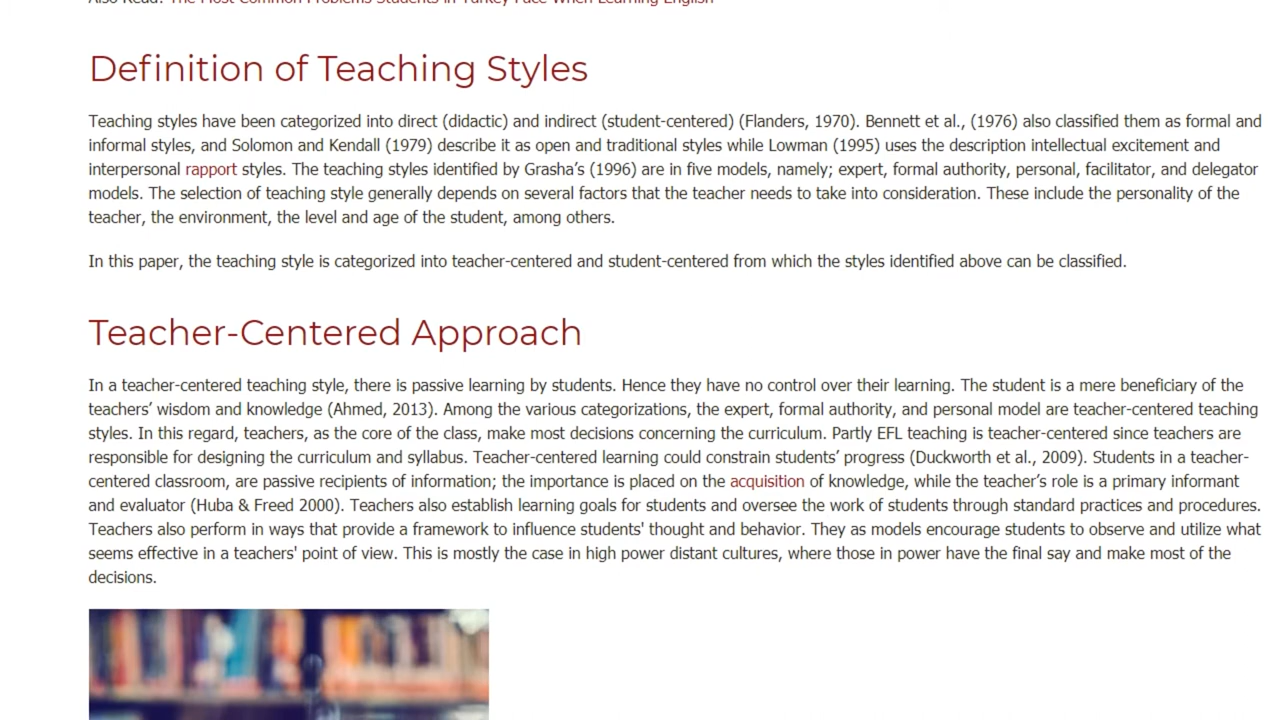 Also Read: The Most Common Problems Students in Turkey Face When Learning English
Definition of Teaching Styles
Teaching styles have been categorized into direct (didactic) and indirect (student-centered) (Flanders, 1970). Bennett et al., (1976) also classified them as formal and
informal styles, and Solomon and Kendall (1979) describe it as open and traditional styles while Lowman (1995) uses the description intellectual excitement and
interpersonal rapport styles. The teaching styles identified by Grasha’s (1996) are in five models, namely; expert, formal authority, personal, facilitator, and delegator
models. The selection of teaching style generally depends on several factors that the teacher needs to take into consideration. These include the personality of the
teacher, the environment, the level and age of the student, among others.
In this paper, the teaching style is categorized into teacher-centered and student-centered from which the styles identified above can be classified.
Teacher-Centered Approach
In a teacher-centered teaching style, there is passive learning by students. Hence they have no control over their learning. The student is a mere beneficiary of the
teachers’ wisdom and knowledge (Ahmed, 2013). Among the various categorizations, the expert, formal authority, and personal model are teacher-centered teaching
styles. In this regard, teachers, as the core of the class, make most decisions concerning the curriculum. Partly EFL teaching is teacher-centered since teachers are
responsible for designing the curriculum and syllabus. Teacher-centered learning could constrain students’ progress (Duckworth et al., 2009). Students in a teacher-
centered classroom, are passive recipients of information; the importance is placed on the acquisition of knowledge, while the teacher’s role is a primary informant
and evaluator (Huba & Freed 2000). Teachers also establish learning goals for students and oversee the work of students through standard practices and procedures.
Teachers also perform in ways that provide a framework to influence students' thought and behavior. They as models encourage students to observe and utilize what
seems effective in a teachers' point of view. This is mostly the case in high power distant cultures, where those in power have the final say and make most of the
decisions.